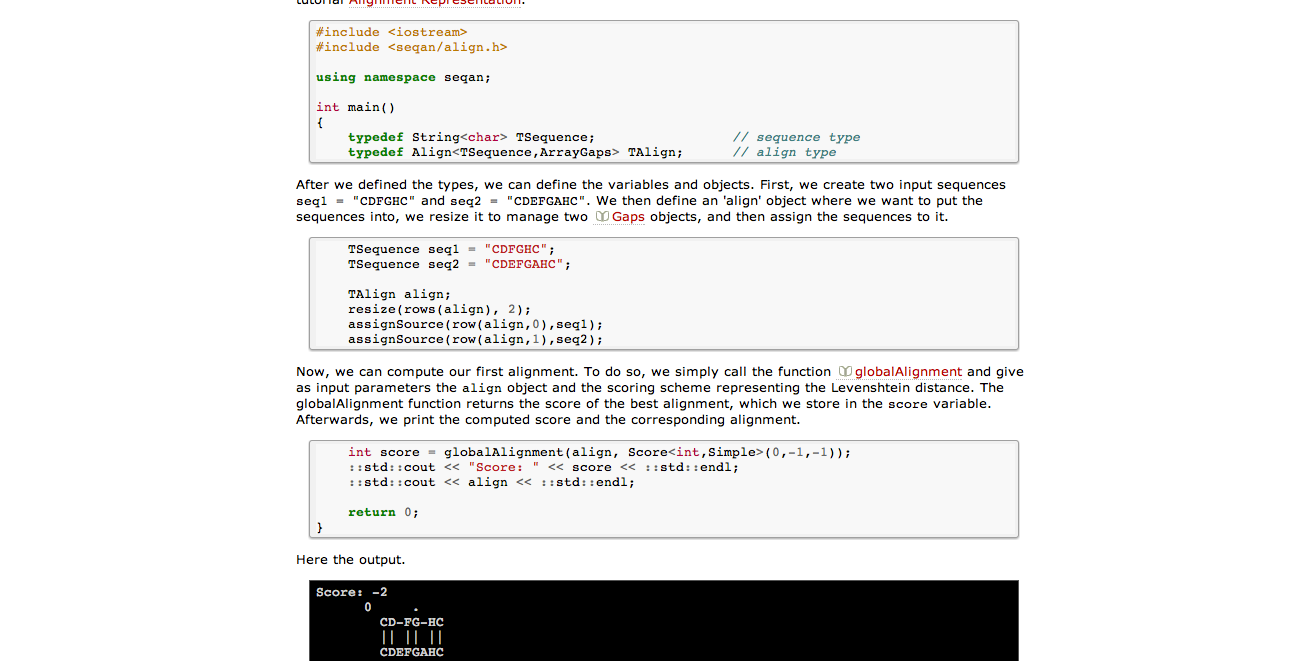 tutorial Alignment Representation.
#include <iostream>
#include <seqan/align.h>
using namespace seqan;
int main()
{
typedef String<char> TSequence; // sequence type
typedef Align<TSequence,ArrayGaps> TAlign; // align type
After we defined the types, we can define the variables and objects. First, we create two input sequences
seq1 = "CDFGHC" and seq2 = "CDEFGAHC". We then define an 'align' object where we want to put the
sequences into, we resize it to manage two Gaps objects, and then assign the sequences to it.
TSequence seq1 = "CDFGHC";
TSequence seq2 = "CDEFGAHC";
TAlign align;
resize(rows(align), 2);
assignSource(row(align,0),seq1);
assignSource(row(align,1),seq2);
Now, we can compute our first alignment. To do so, we simply call the function globalAlignment and give
as input parameters the align object and the scoring scheme representing the Levenshtein distance. The
globalAlignment function returns the score of the best alignment, which we store in the score variable.
Afterwards, we print the computed score and the corresponding alignment.
int score = globalAlignment(align, Score<int,Simple>(0,-1,-1));
::std::cout << "Score: " << score << ::std::endl;
::std::cout << align << ::std::endl;
return 0;
}
Here the output.
Score: -2
0 .
CD-FG-HC
|| || ||
CDEFGAHC